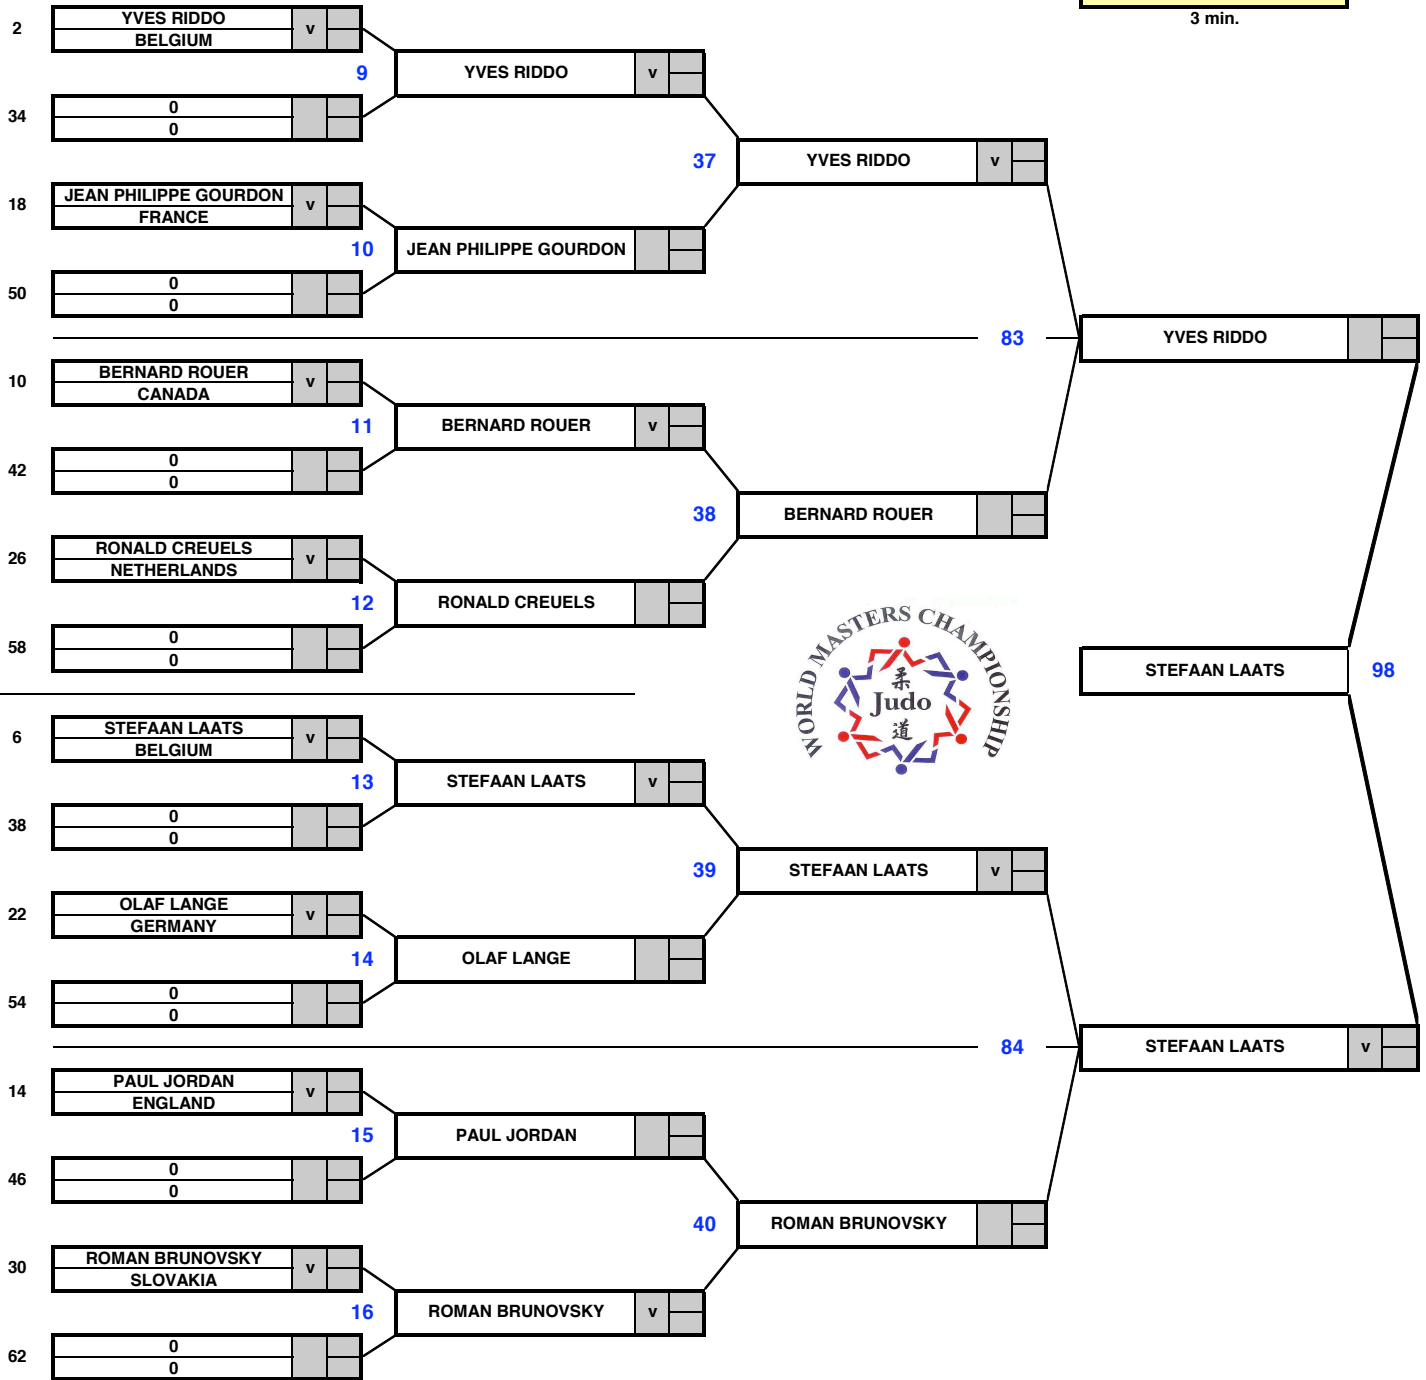 3 min.
2
YVES RIDDO
BELGIUM
v
9
YVES RIDDO
v
34
0
0
37
YVES RIDDO
v
18
JEAN PHILIPPE GOURDON
FRANCE
v
10
JEAN PHILIPPE GOURDON
50
0
0
83
YVES RIDDO
10
BERNARD ROUER
CANADA
v
11
BERNARD ROUER
v
42
0
0
38
BERNARD ROUER
26
RONALD CREUELS
NETHERLANDS
v
12
RONALD CREUELS
58
0
0
WORLD MASTERS CHAMPIONSHIP
柔
Judo
道
STEFAAN LAATS
98
6
STEFAAN LAATS
BELGIUM
v
13
STEFAAN LAATS
v
38
0
0
39
STEFAAN LAATS
v
22
OLAF LANGE
GERMANY
v
14
OLAF LANGE
54
0
0
84
STEFAAN LAATS
v
14
PAUL JORDAN
ENGLAND
v
15
PAUL JORDAN
46
0
0
40
ROMAN BRUNOVSKY
30
ROMAN BRUNOVSKY
SLOVAKIA
v
16
ROMAN BRUNOVSKY
v
62
0
0